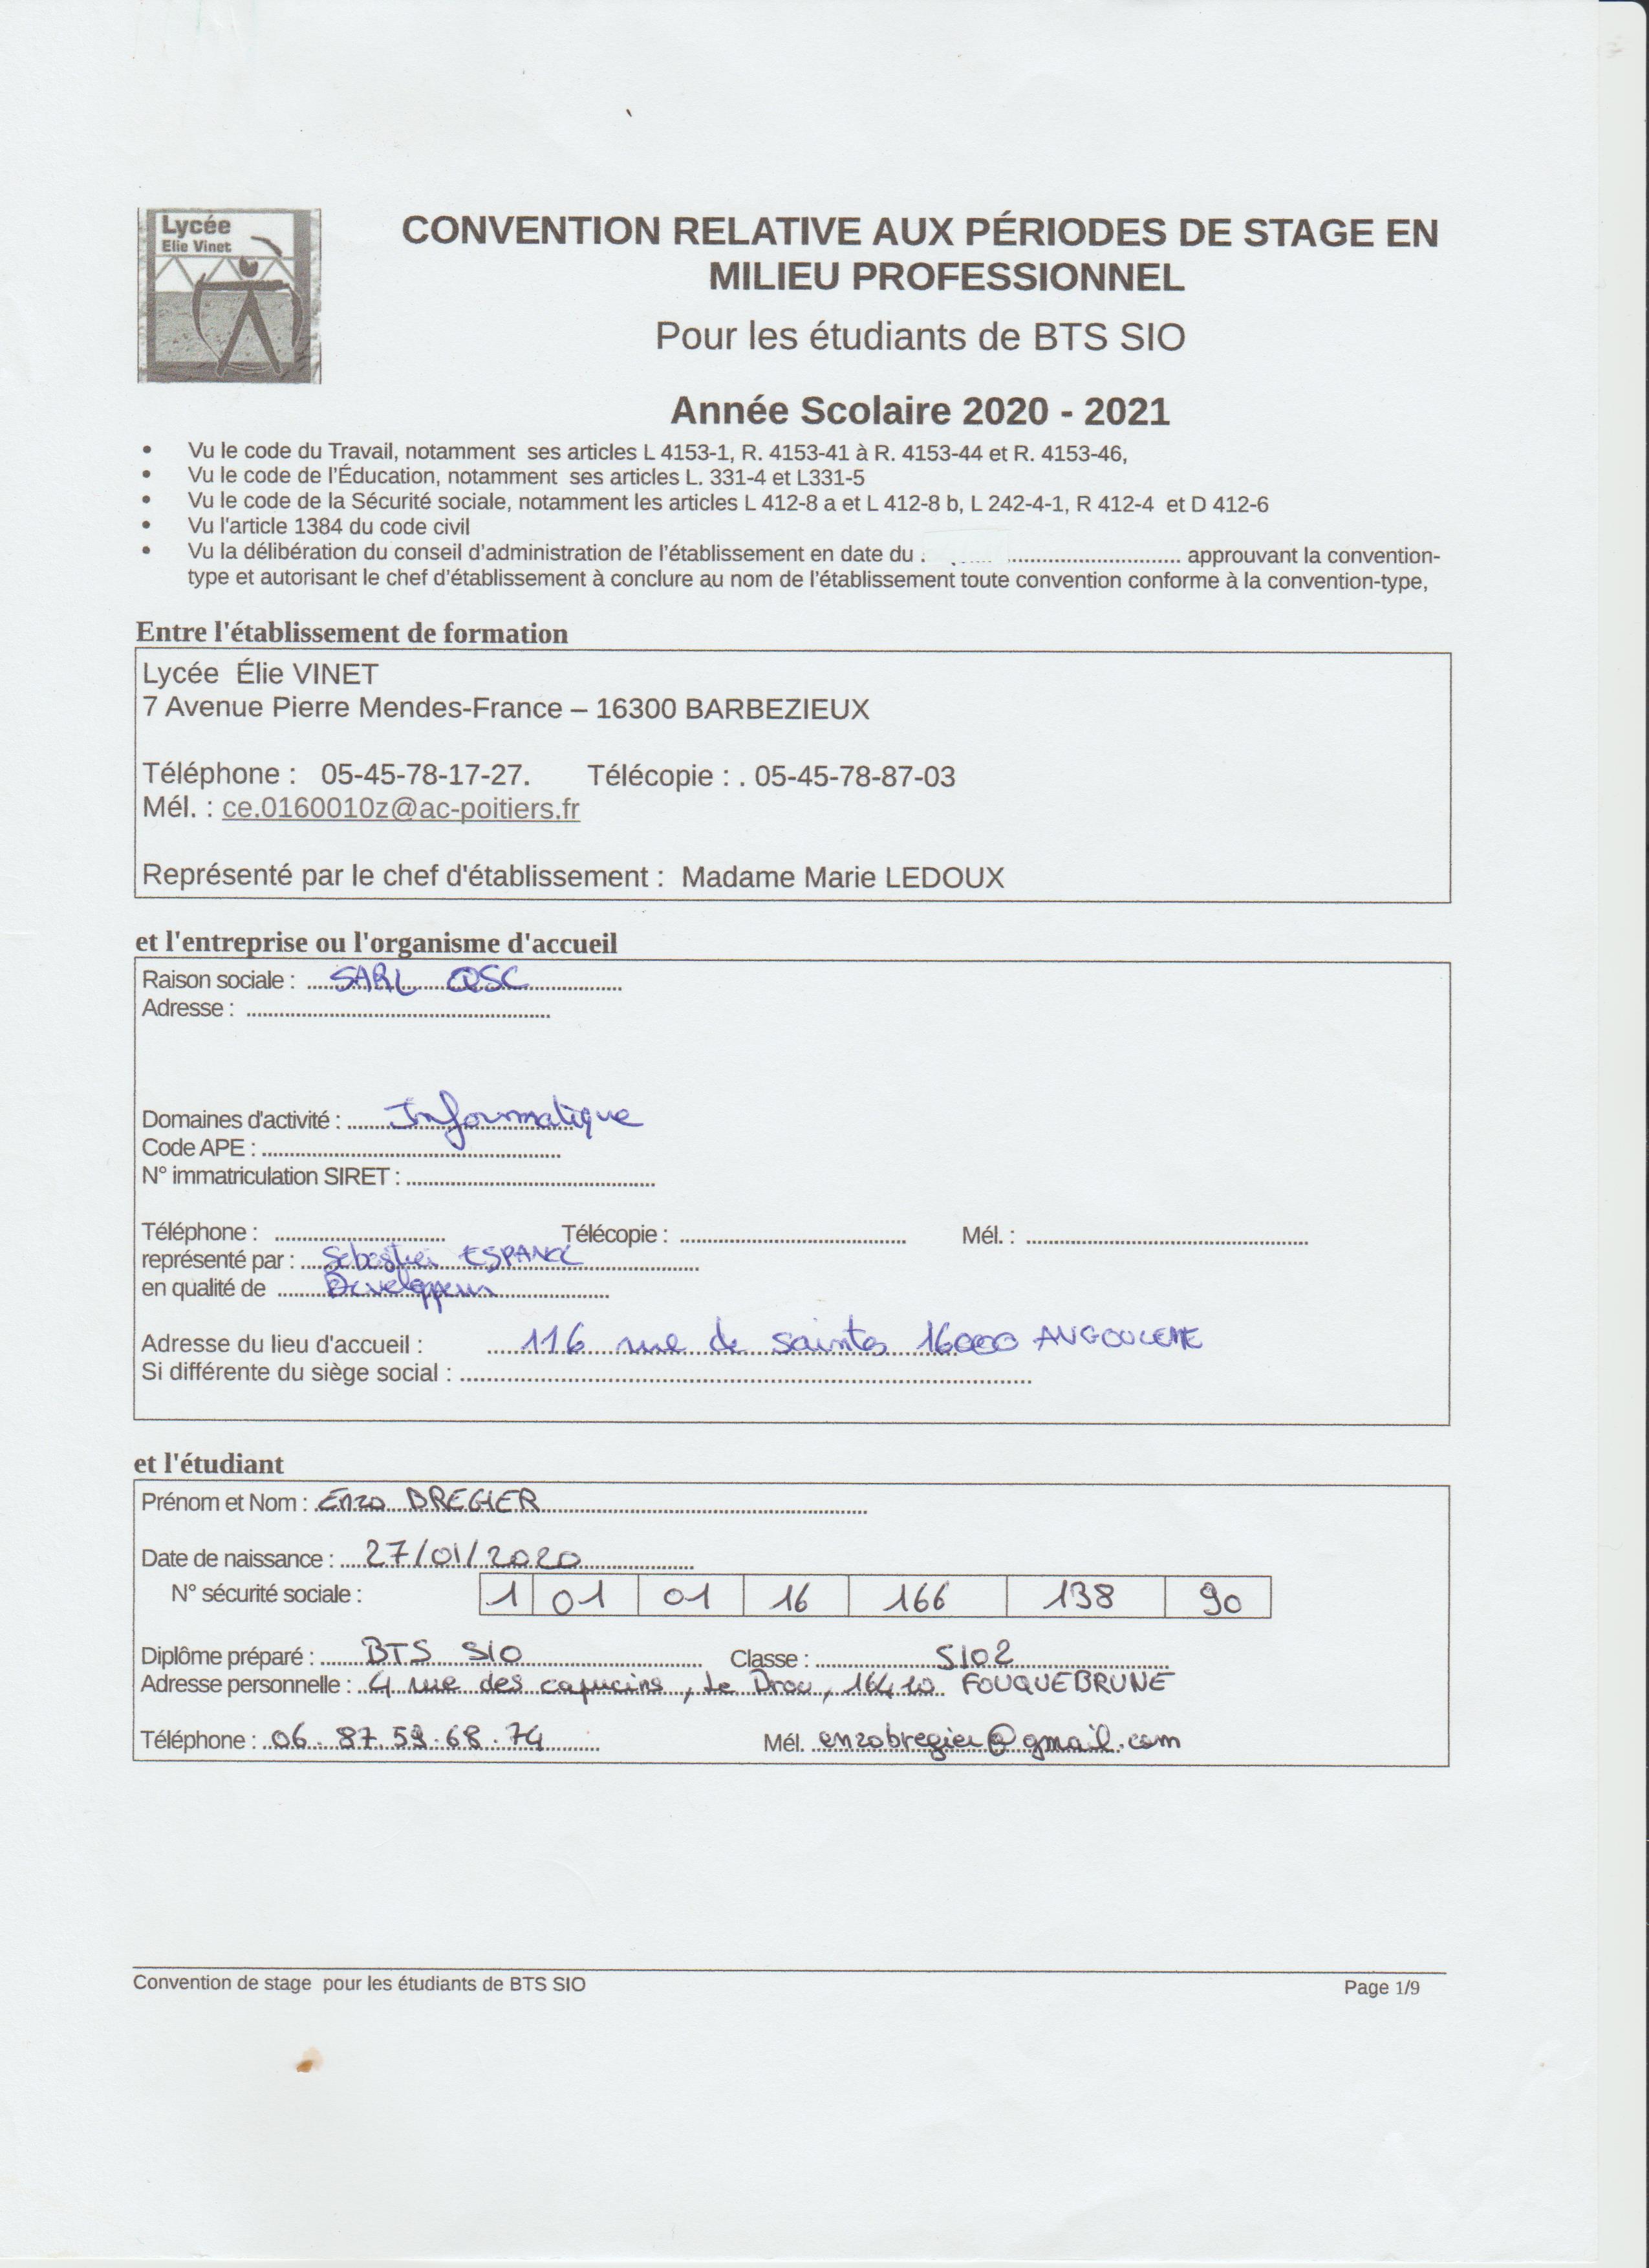 Lycée
Elie Vinet
CONVENTION RELATIVE AUX PÉRIODES DE STAGE EN
MILIEU PROFESSIONNEL
Pour les étudiants de BTS SIO
Année Scolaire 2020 - 2021
• Vu le code du Travail, notamment ses articles L 4153-1, R. 4153-41 à R. 4153-44 et R. 4153-46,
• Vu le code de l'Éducation, notamment ses articles L. 331-4 et L331-5
• Vu le code de la Sécurité sociale, notamment les articles L 412-8 a et L 412-8 b, L 242-4-1, R 412-4 et D 412-6
• Vu l'article 1384 du code civil
• Vu la délibération du conseil d'administration de l'établissement en date du . . ..... ............................... approuvant la convention-
type et autorisant le chef d'établissement à conclure au nom de l'établissement toute convention conforme à la convention-type,
Entre l'établissement de formation
Lycée Élie VINET
7 Avenue Pierre Mendes-France – 16300 BARBEZIEUX
Téléphone : 05-45-78-17-27. Télécopie : . 05-45-78-87-03
Mél. : ce.0160010z@ac-poitiers.fr
Représenté par le chef d'établissement : Madame Marie LEDOUX
et l'entreprise ou l'organisme d'accueil
Raison sociale : SARL
Adresse :
Domaines d'activité : Informatique
Code APE :
N° immatriculation SIRET :
Téléphone : Télécopie : Mél. :
représenté par : Sebastien
en qualité de Developpeur
Adresse du lieu d'accueil : 116 rue de saintes 16000 ANGOULEME
Si différente du siège social :
et l'étudiant
Prénom et Nom : Enzo BREGIER
Date de naissance : 27/01/2020
N° sécurité sociale : 1 01 01 16 166 138 90
Diplôme préparé : BTS SIO Classe : SIO2
Adresse personnelle : 4 rue des capucins, Le Drou, 16410 FOUQUEBRUNE
Téléphone : 06.87.59.68.74 Mél. enzobregier@gmail.com
Convention de stage pour les étudiants de BTS SIO Page 1/9